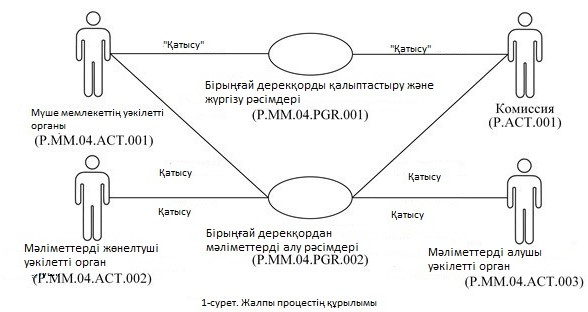 "Қатысу"
"Қатысу"
Бірыңғай дерекқорды қалыптастыру және
жүргізу рәсімдері
(P.MM.04.PGR.001)
Мүше мемлекеттің уәкілетті
органы
(P.MM.04.ACT.001)
Комиссия
(P.ACT.001)
Қатысу
Қатысу
Қатысу
Қатысу
Бірыңғай дерекқордан
мәліметтерді алу рәсімдері
(P.MM.04.PGR.002)
Мәліметтерді жөнелтуші
уәкілетті орган
(P.MM.04.ACT.002)
Мәліметтерді алушы
уәкілетті орган
(P.MM.04.ACT.003)
1-сурет. Жалпы процестің құрылымы